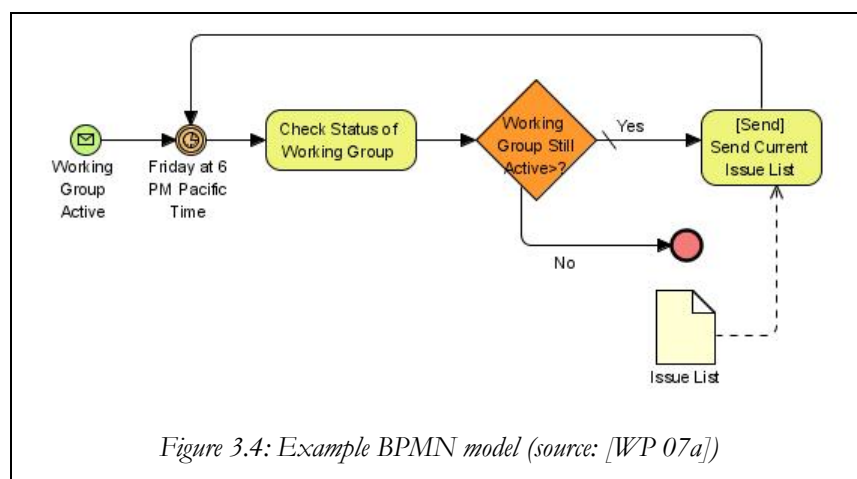 Working
Group
Active
Friday at 6
PM Pacific
Time
Check Status of
Working Group
Working
Group Still
Active>?
Yes
No
[Send]
Send Current
Issue List
Issue List
Figure 3.4: Example BPMN model (source: [WP 07a])